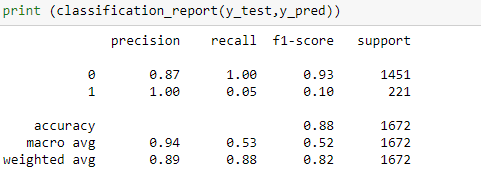 print (classification_report(y_test,y_pred))
precision recall f1-score support
0 0.87 1.00 0.93 1451
1 1.00 0.05 0.10 221
accuracy 0.88 1672
macro avg 0.94 0.53 0.52 1672
weighted avg 0.89 0.88 0.82 1672